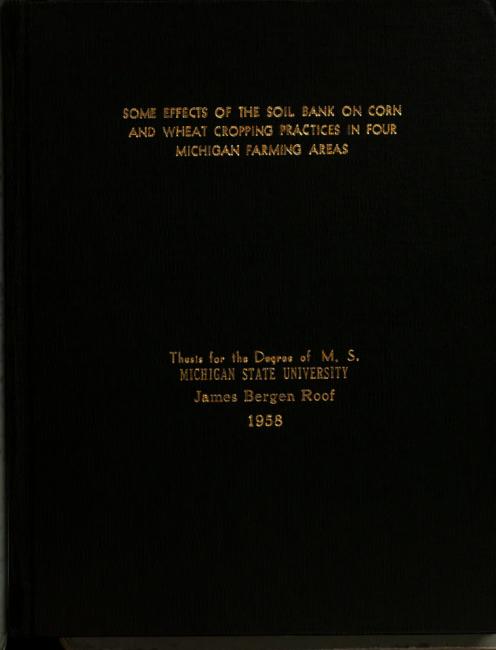 SOME EFFECTS OF THE SOIL BANK ON CORN
AND WHEAT CROPPING PRACTICES IN FOUR
MICHIGAN FARMING AREAS
Thesis for the Degree of M. S.
MICHIGAN STATE UNIVERSITY
James Bergen Roof
1958